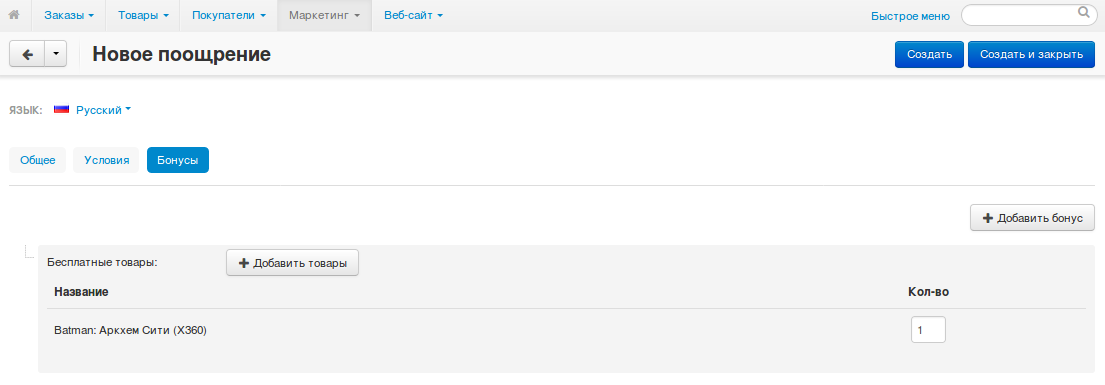 Заказы Товары Покупатели Маркетинг Веб-сайт Быстрое меню
Новое поощрение Создать Создать и закрыть
ЯЗЫК: Русский
Общее Условия Бонусы
Добавить бонус
Бесплатные товары: Добавить товары
Название Кол-во
Batman: Аркхем Сити (X360) 1